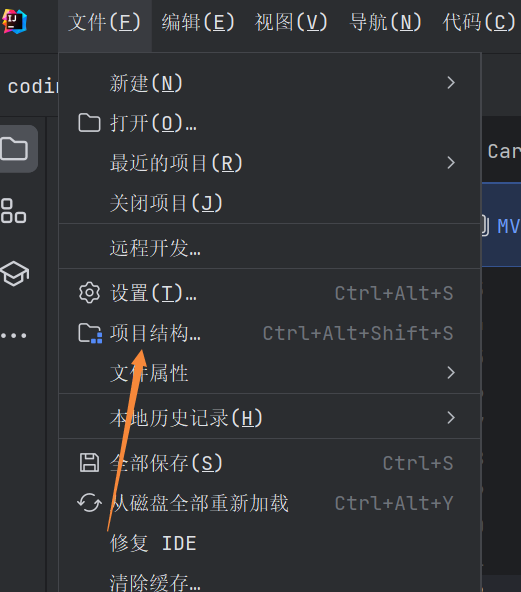 文件(F) 编辑(E) 视图(V) 导航(N) 代码(C)
codin
新建(N)
打开(O)…
最近的项目(R)
关闭项目(J)
远程开发…
设置(T)… Ctrl+Alt+S
项目结构… Ctrl+Alt+Shift+S
文件属性
本地历史记录(H)
全部保存(S) Ctrl+S
从磁盘全部重新加载 Ctrl+Alt+Y
修复 IDE
清除缓存…
Car
MV